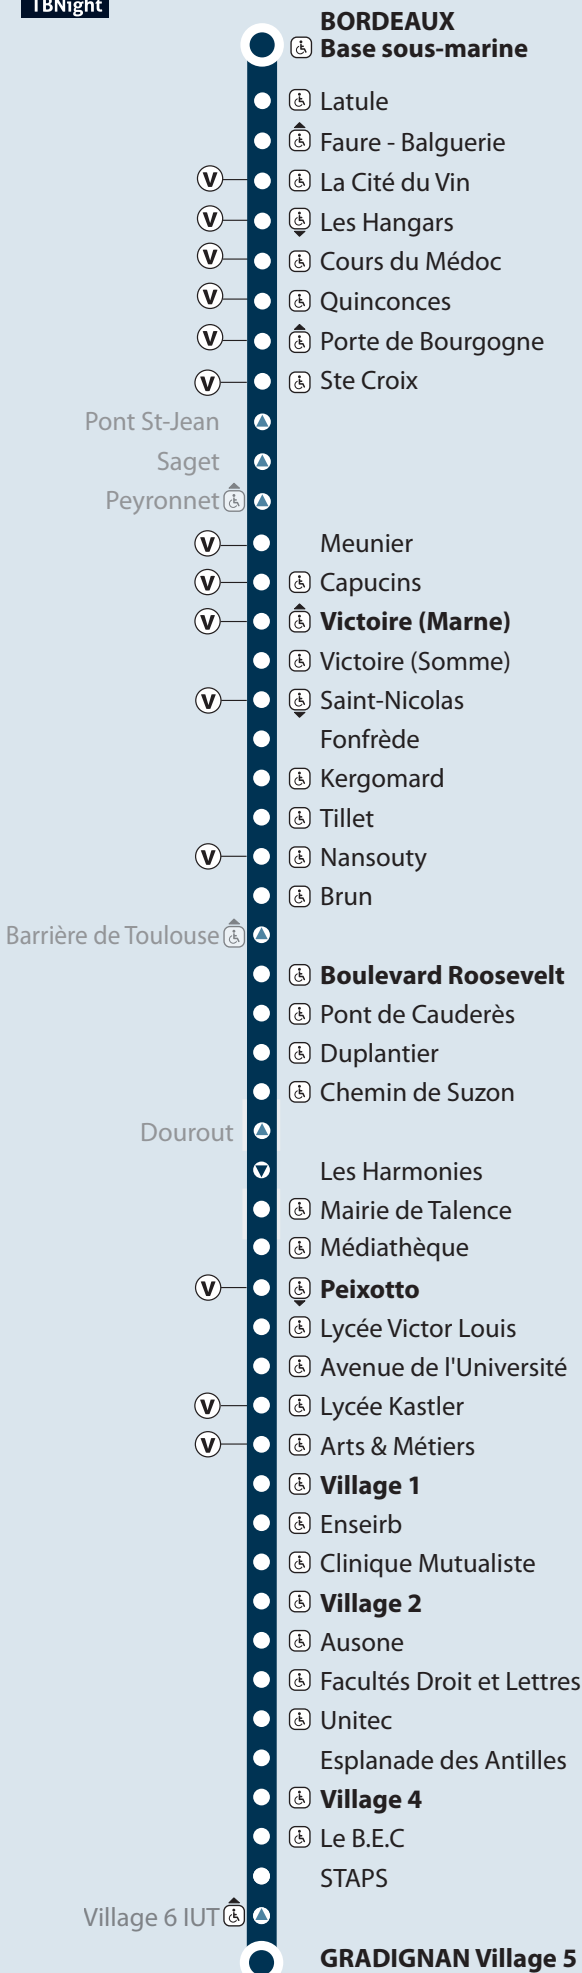 TBNight
BORDEAUX
Base sous-marine
Latule
Faure - Balguerie
V La Cité du Vin
V Les Hangars
V Cours du Médoc
V Quinconces
V Porte de Bourgogne
V Ste Croix
Pont St-Jean
Saget
Peyronnet
V Meunier
V Capucins
V Victoire (Marne)
Victoire (Somme)
V Saint-Nicolas
Fonfrède
Kergomard
Tillet
V Nansouty
Brun
Barrière de Toulouse
Boulevard Roosevelt
Pont de Cauderès
Duplantier
Chemin de Suzon
Dourout
Les Harmonies
Mairie de Talence
Médiathèque
V Peixotto
Lycée Victor Louis
Avenue de l'Université
V Lycée Kastler
V Arts & Métiers
Village 1
Enseirb
Clinique Mutualiste
Village 2
Ausone
Facultés Droit et Lettres
Unitec
Esplanade des Antilles
Village 4
Le B.E.C
STAPS
Village 6 IUT
GRADIGNAN Village 5